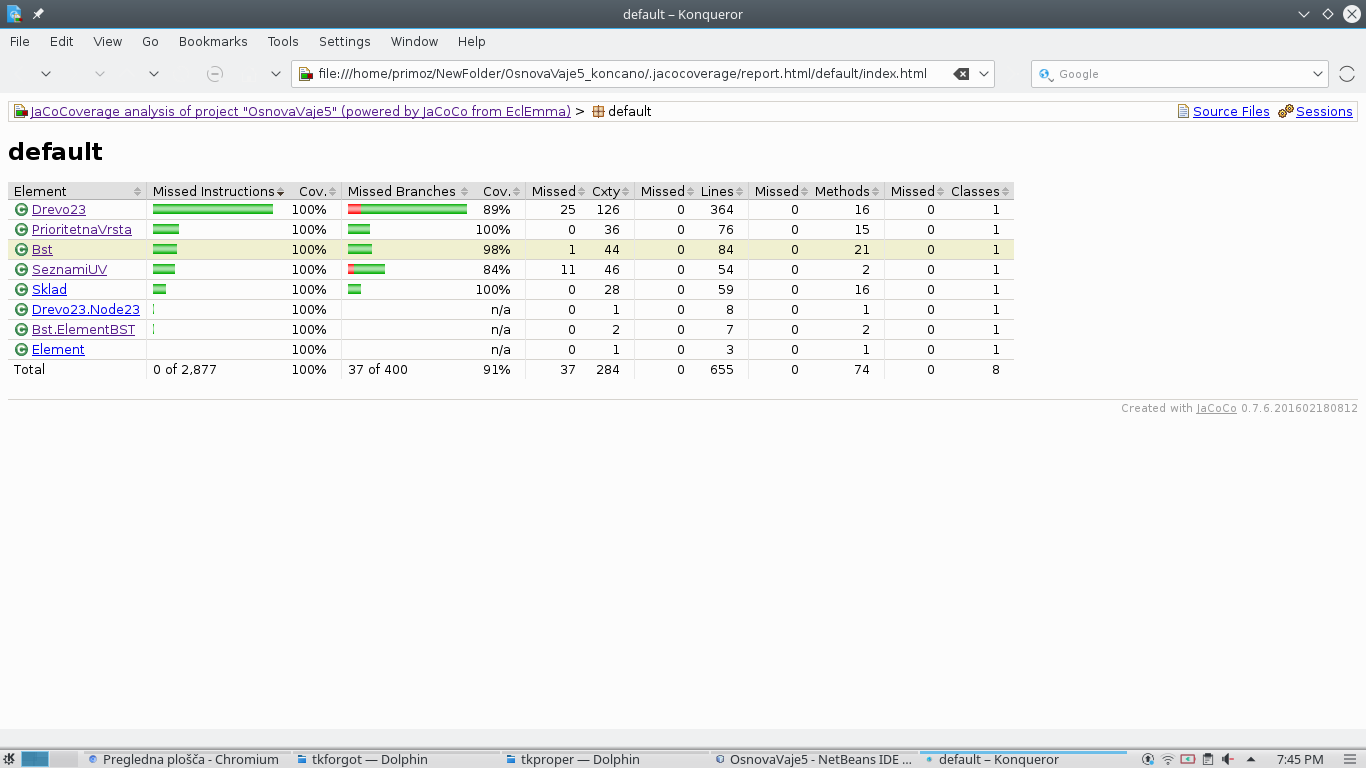 default – Konqueror
File Edit View Go Bookmarks Tools Settings Window Help
file:///home/primoz/NewFolder/OsnovaVaje5_koncano/.jacocoverage/report.html/default/index.html Google
JaCoCoverage analysis of project "OsnovaVaje5" (powered by JaCoCo from EclEmma) > default Source Files Sessions
default
Element Missed Instructions Cov. Missed Branches Cov. Missed Cxty Missed Lines Missed Methods Missed Classes
Drevo23 100% 89% 25 126 0 364 0 16 0 1
PrioritetnaVrsta 100% 100% 0 36 0 76 0 15 0 1
Bst 100% 98% 1 44 0 84 0 21 0 1
SeznamiUV 100% 84% 11 46 0 54 0 2 0 1
Sklad 100% 100% 0 28 0 59 0 16 0 1
Drevo23.Node23 100% n/a 0 1 0 8 0 1 0 1
Bst.ElementBST 100% n/a 0 2 0 7 0 2 0 1
Element 100% n/a 0 1 0 3 0 1 0 1
Total 0 of 2,877 100% 37 of 400 91% 37 284 0 655 0 74 0 8
Created with JaCoCo 0.7.6.201602180812
Pregledna plošča - Chromium tkforgot — Dolphin tkproper — Dolphin OsnovaVaje5 - NetBeans IDE ... default – Konqueror 7:45 PM